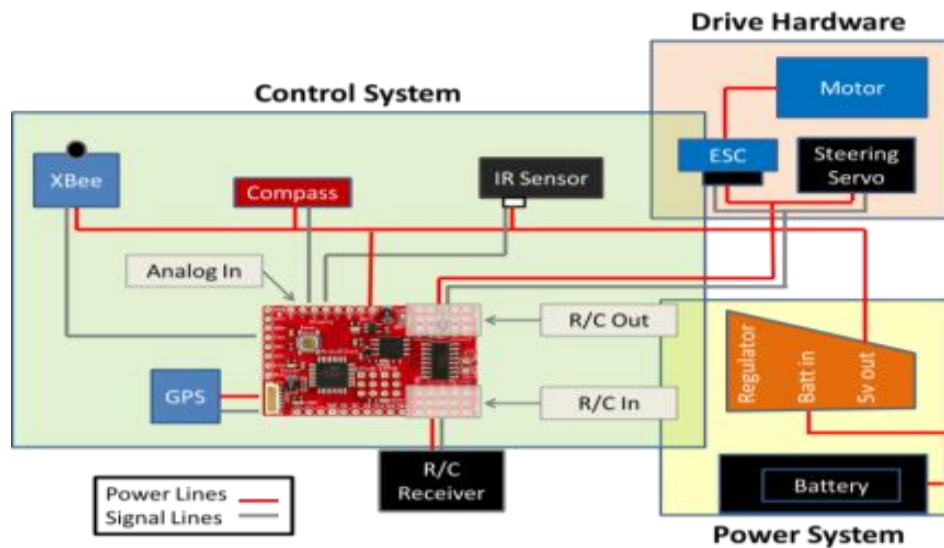 Drive Hardware
Motor
Control System
ESC
Steering
Servo
XBee
Compass
IR Sensor
Analog In
R/C Out
R/C In
GPS
Regulator
Batt in
5v out
R/C
Receiver
Battery
Power Lines
Signal Lines
Power System